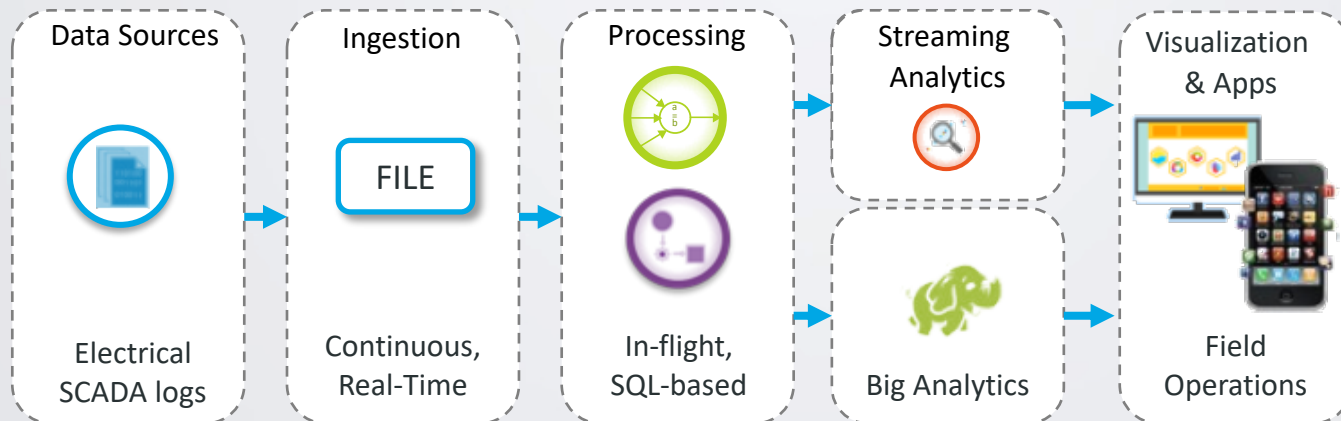 Data Sources
Electrical
SCADA logs
Ingestion
FILE
Continuous,
Real-Time
Processing
a
=
b
In-flight,
SQL-based
Streaming
Analytics
Big Analytics
Visualization
& Apps
Field
Operations